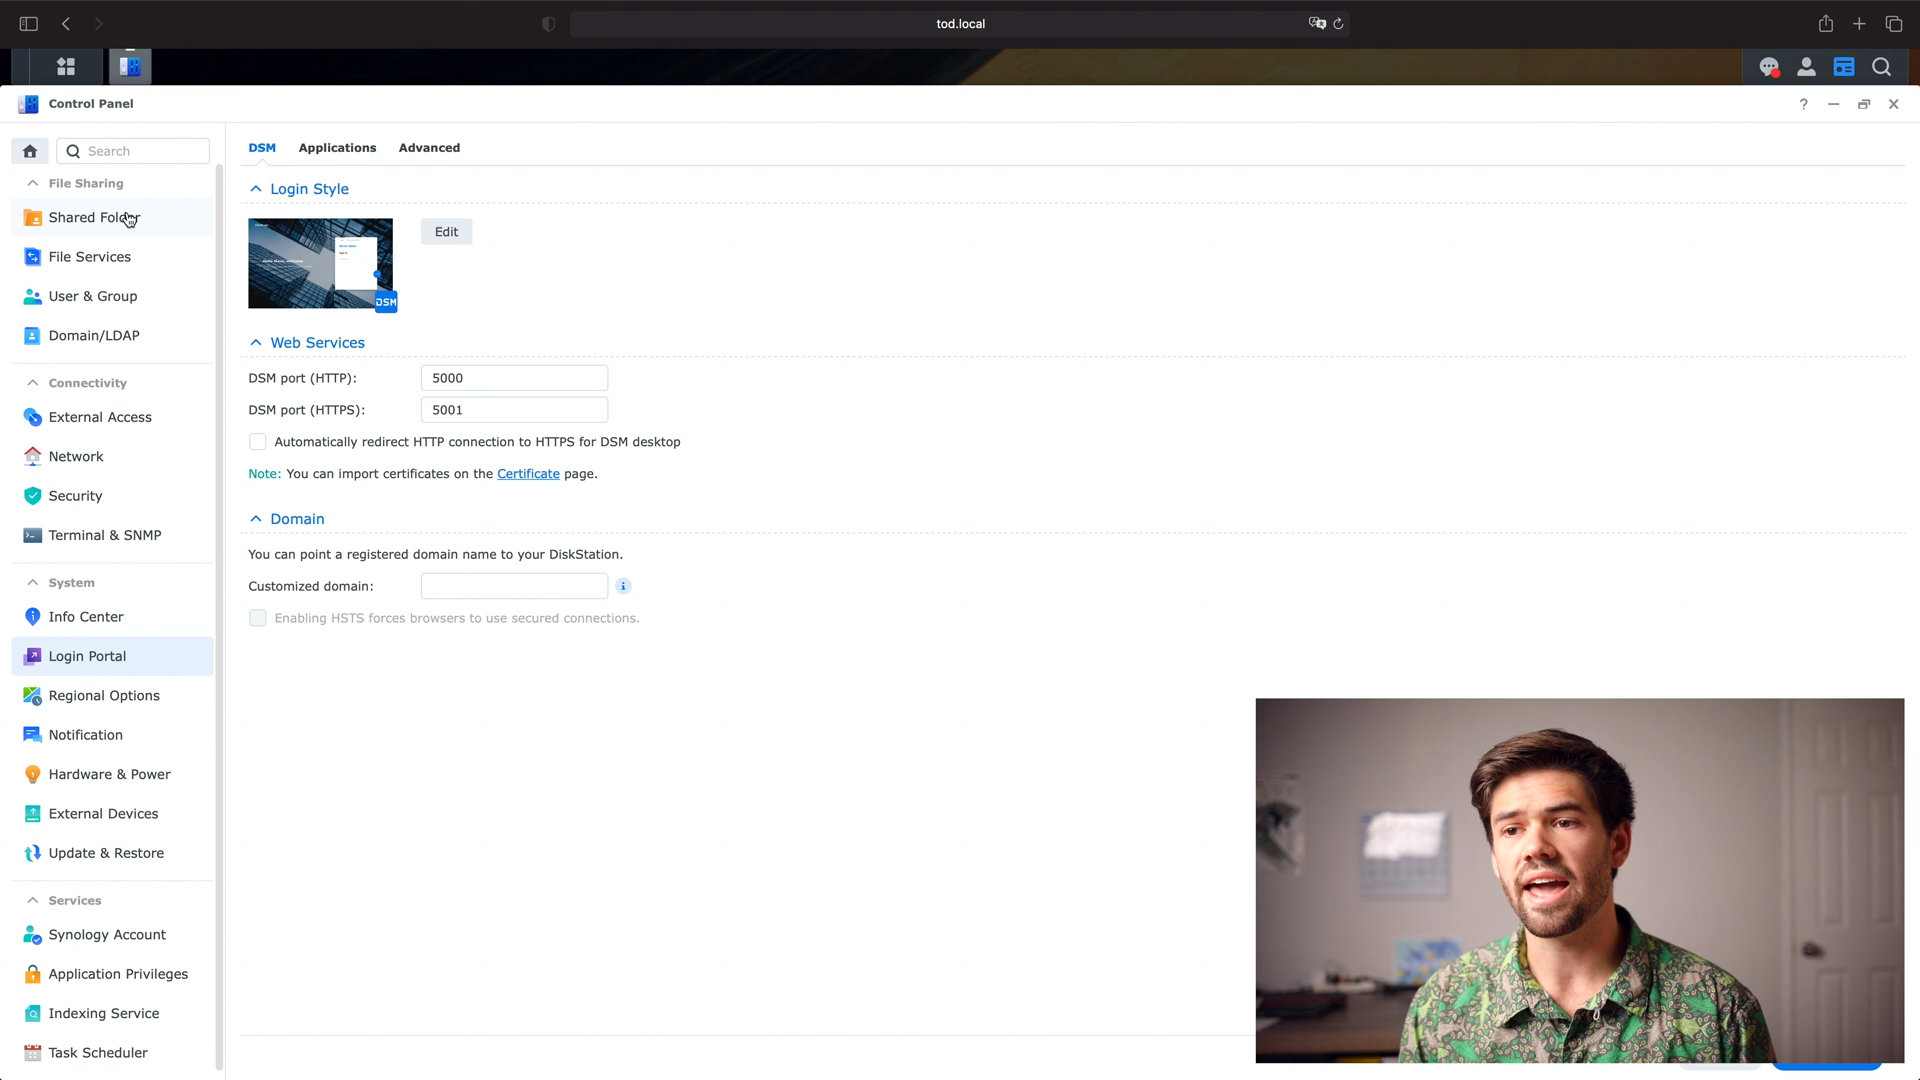 tod.local
Control Panel
?
Search
DSM Applications Advanced
File Sharing
Shared Folder
File Services
User & Group
Domain/LDAP
Connectivity
External Access
Network
Security
Terminal & SNMP
System
Info Center
Login Portal
Regional Options
Notification
Hardware & Power
External Devices
Update & Restore
Services
Synology Account
Application Privileges
Indexing Service
Task Scheduler
Login Style
Edit
DSM
Web Services
DSM port (HTTP): 5000
DSM port (HTTPS): 5001
Automatically redirect HTTP connection to HTTPS for DSM desktop
Note: You can import certificates on the Certificate page.
Domain
You can point a registered domain name to your DiskStation.
Customized domain:
Enabling HSTS forces browsers to use secured connections.